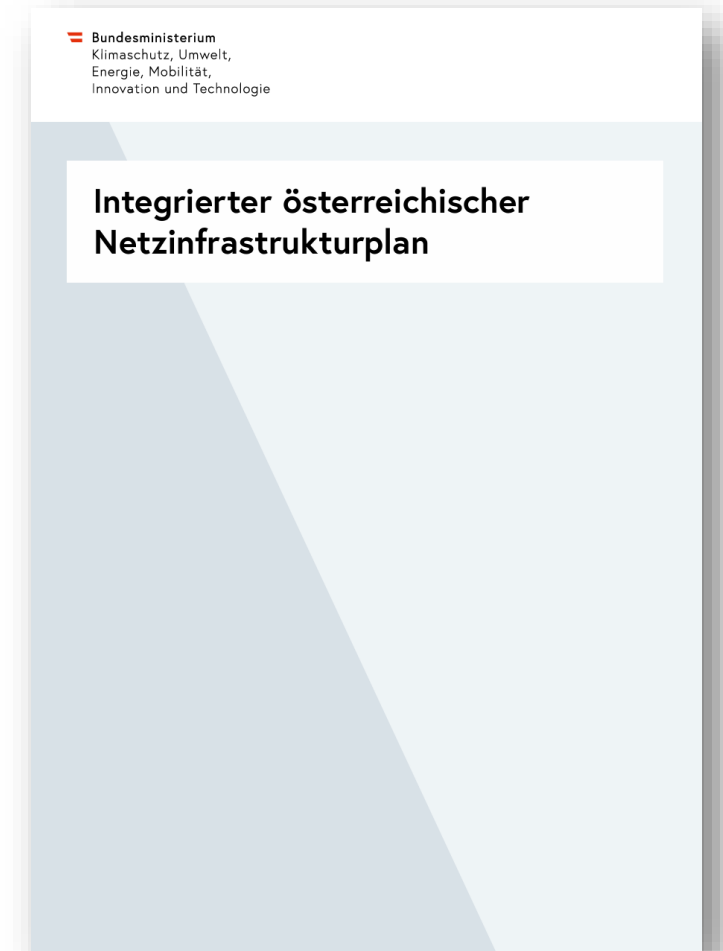 Bundesministerium
Klimaschutz, Umwelt,
Energie, Mobilität,
Innovation und Technologie
Integrierter österreichischer
Netzinfrastrukturplan